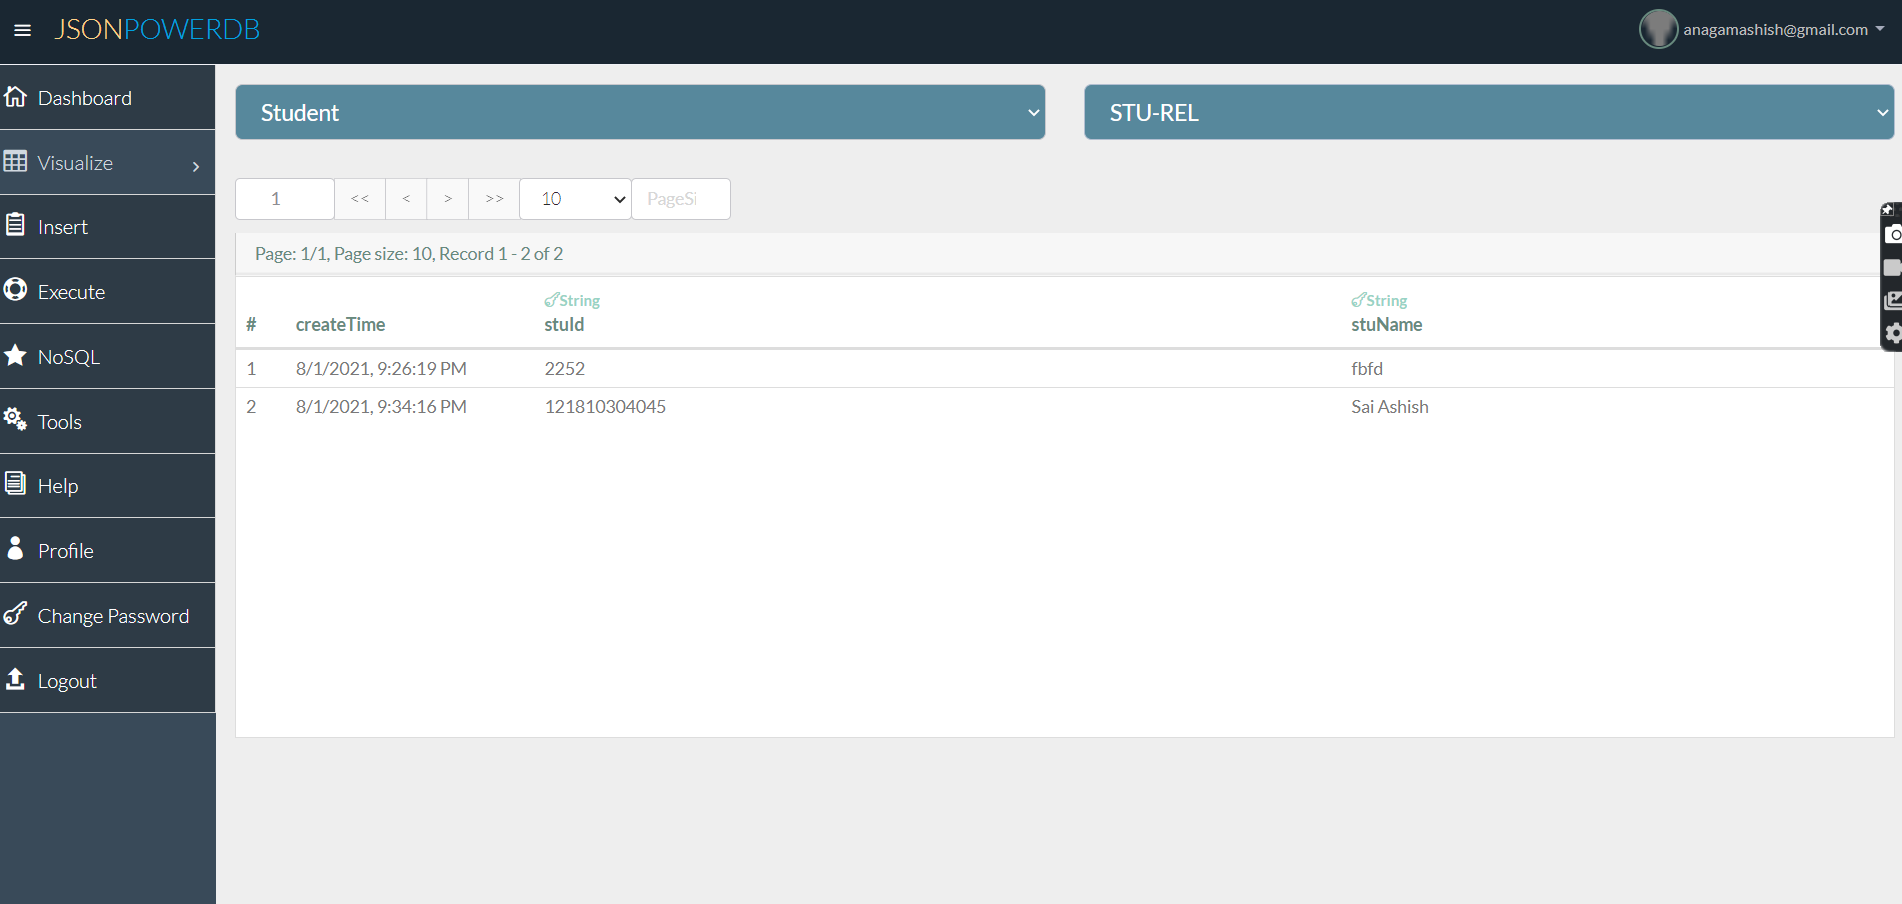 JSONPOWERDB
anagamashish@gmail.com
Dashboard
Visualize
Insert
Execute
NoSQL
Tools
Help
Profile
Change Password
Logout
Student
STU-REL
1 << < > >> 10 PageSi
Page: 1/1, Page size: 10, Record 1 - 2 of 2
String String
# createTime stuId stuName
1 8/1/2021, 9:26:19 PM 2252 fbfd
2 8/1/2021, 9:34:16 PM 121810304045 Sai Ashish